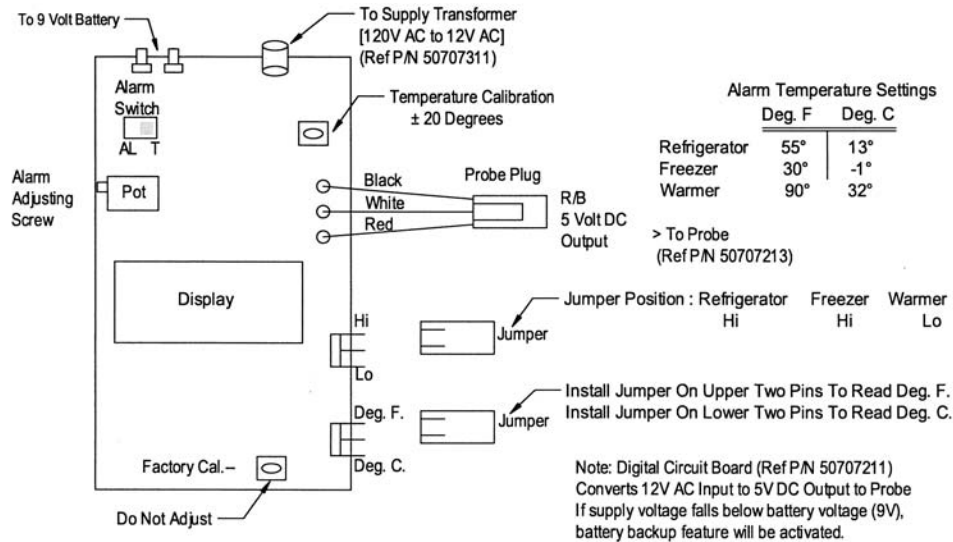 To 9 Volt Battery
To Supply Transformer
[120V AC to 12V AC]
(Ref P/N 50707311)
Alarm
Switch
AL T
Temperature Calibration
± 20 Degrees
Alarm
Adjusting
Screw
Pot
Black
White
Red
Probe Plug
R/B
5 Volt DC
Output
Alarm Temperature Settings
Deg. F Deg. C
Refrigerator 55° 13°
Freezer 30° -1°
Warmer 90° 32°
> To Probe
(Ref P/N 50707213)
Display
Hi
Lo
Jumper
Jumper Position : Refrigerator Freezer Warmer
Hi Hi Lo
Deg. F.
Deg. C.
Jumper
Install Jumper On Upper Two Pins To Read Deg. F.
Install Jumper On Lower Two Pins To Read Deg. C.
Factory Cal.–
Do Not Adjust
Note: Digital Circuit Board (Ref P/N 50707211)
Converts 12V AC Input to 5V DC Output to Probe
If supply voltage falls below battery voltage (9V),
battery backup feature will be activated.